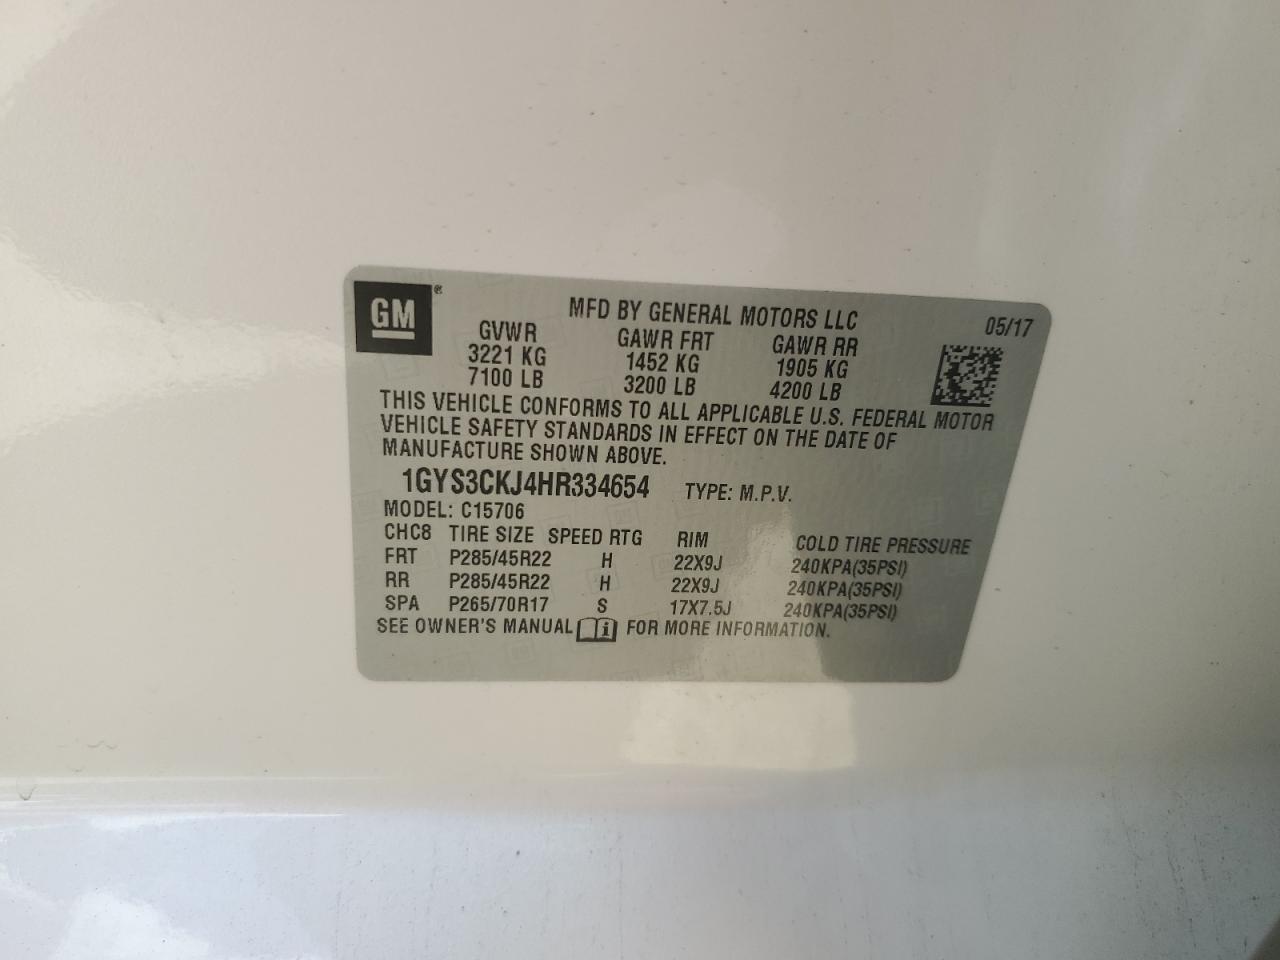 GM ®
MFD BY GENERAL MOTORS LLC 05/17
GVWR GAWR FRT GAWR RR
3221 KG 1452 KG 1905 KG
7100 LB 3200 LB 4200 LB
THIS VEHICLE CONFORMS TO ALL APPLICABLE U.S. FEDERAL MOTOR
VEHICLE SAFETY STANDARDS IN EFFECT ON THE DATE OF
MANUFACTURE SHOWN ABOVE.
1GYS3CKJ4HR334654 TYPE: M.P.V.
MODEL: C15706
CHC8 TIRE SIZE SPEED RTG RIM COLD TIRE PRESSURE
FRT P285/45R22 H 22X9J 240KPA(35PSI)
RR P285/45R22 H 22X9J 240KPA(35PSI)
SPA P265/70R17 S 17X7.5J 240KPA(35PSI)
SEE OWNER'S MANUAL i FOR MORE INFORMATION.